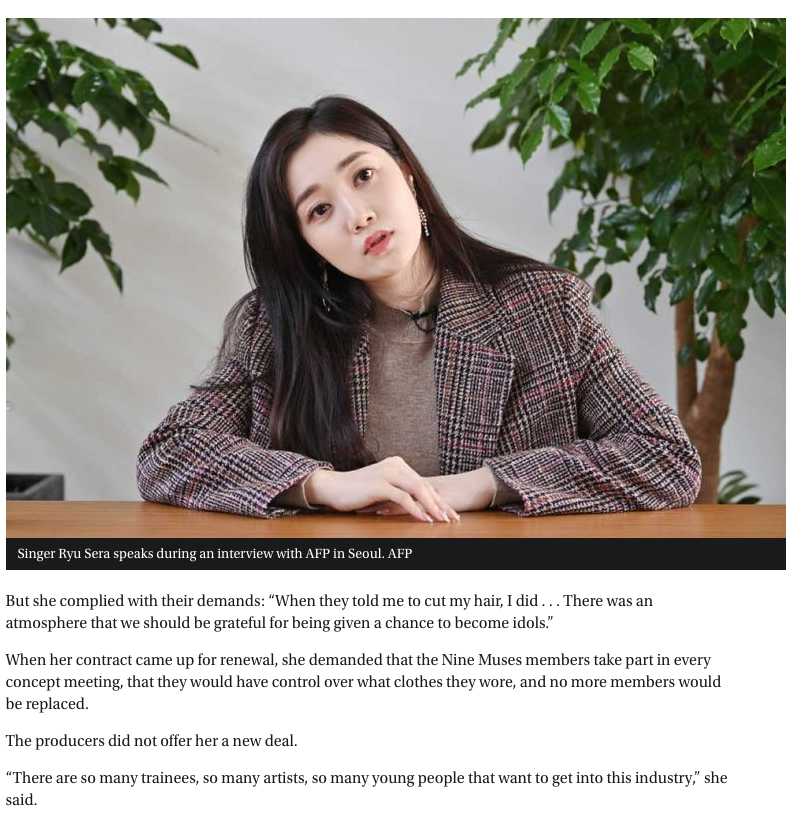 Singer Ryu Sera speaks during an interview with AFP in Seoul. AFP
But she complied with their demands: “When they told me to cut my hair, I did . . . There was an
atmosphere that we should be grateful for being given a chance to become idols.”
When her contract came up for renewal, she demanded that the Nine Muses members take part in every
concept meeting, that they would have control over what clothes they wore, and no more members would
be replaced.
The producers did not offer her a new deal.
“There are so many trainees, so many artists, so many young people that want to get into this industry,” she
said.